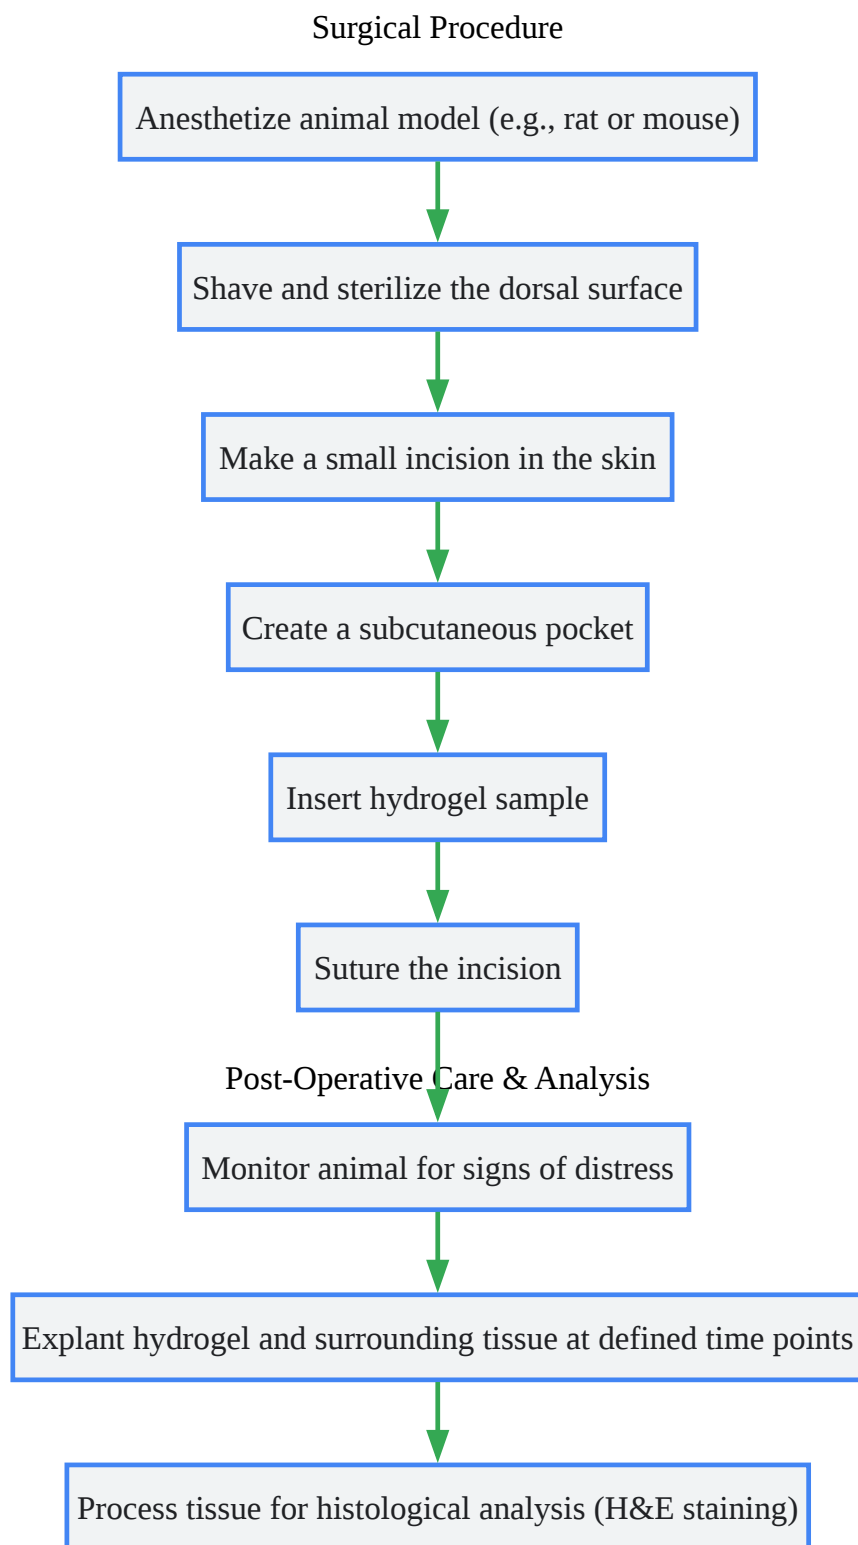 Surgical Procedure
Anesthetize animal model (e.g., rat or mouse)
Shave and sterilize the dorsal surface
Make a small incision in the skin
Create a subcutaneous pocket
Insert hydrogel sample
Suture the incision
Post-Operative Care & Analysis
Monitor animal for signs of distress
Explant hydrogel and surrounding tissue at defined time points
Process tissue for histological analysis (H&E staining)